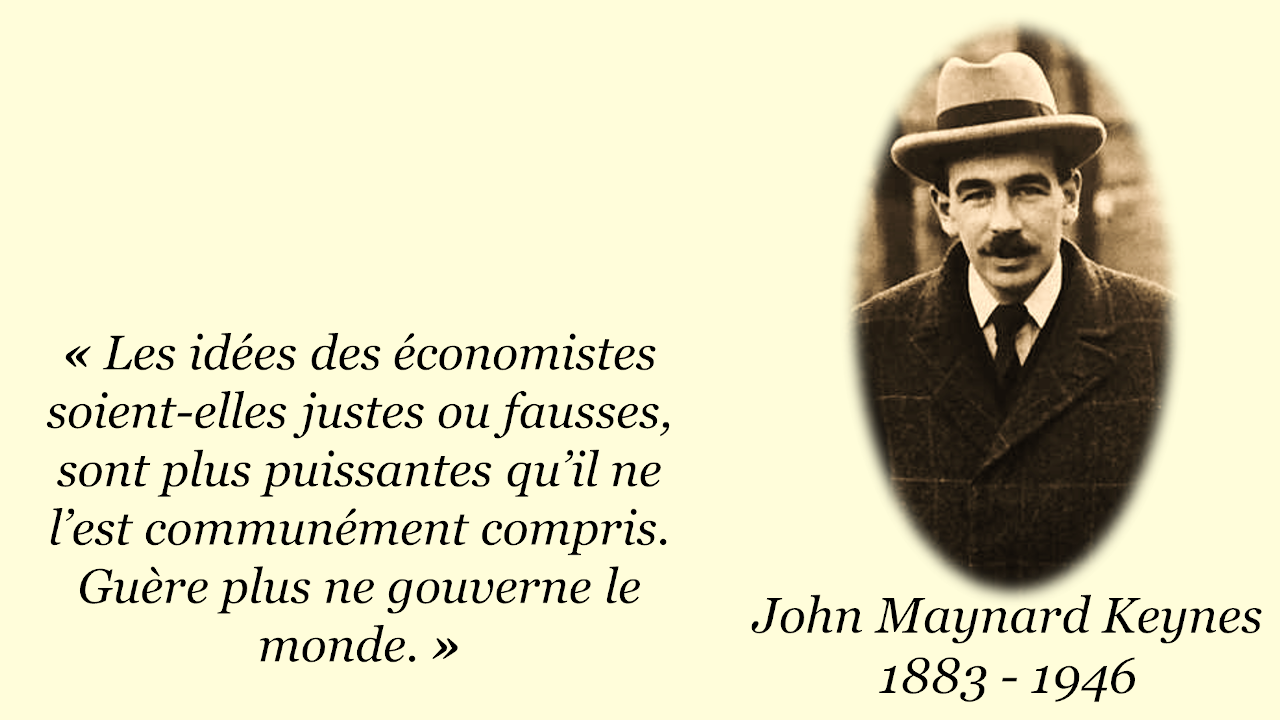 « Les idées des économistes
soient-elles justes ou fausses,
sont plus puissantes qu’il ne
l’est communément compris.
Guère plus ne gouverne le
monde. »
John Maynard Keynes
1883 - 1946